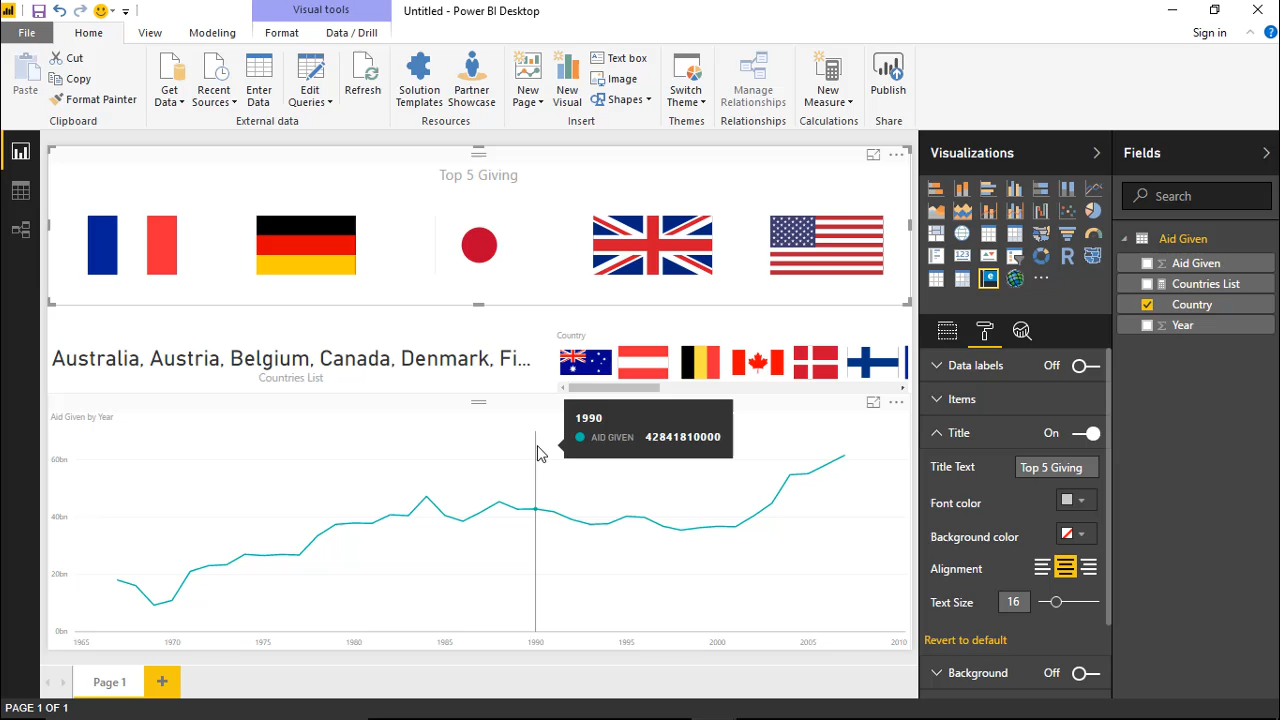 Visual tools
Untitled - Power BI Desktop
File
Home
View
Modeling
Format
Data / Drill
Sign in
Paste
Cut
Copy
Format Painter
Clipboard
Get Data
Recent Sources
Enter Data
Edit Queries
Refresh
External data
Solution Templates
Partner Showcase
Resources
New Page
New Visual
Text box
Image
Shapes
Insert
Switch Theme
Themes
Manage Relationships
Relationships
New Measure
Calculations
Publish
Share
Top 5 Giving
Australia, Austria, Belgium, Canada, Denmark, Fi...
Countries List
Country
Aid Given by Year
1990
AID GIVEN 42841810000
60bn
40bn
20bn
0bn
1965 1970 1975 1980 1985 1990 1995 2000 2005 2010
Page 1
PAGE 1 OF 1
Visualizations
Data labels Off
Items
Title On
Title Text Top 5 Giving
Font color
Background color
Alignment
Text Size 16
Revert to default
Background Off
Fields
Search
Aid Given
Aid Given
Countries List
Country
Year